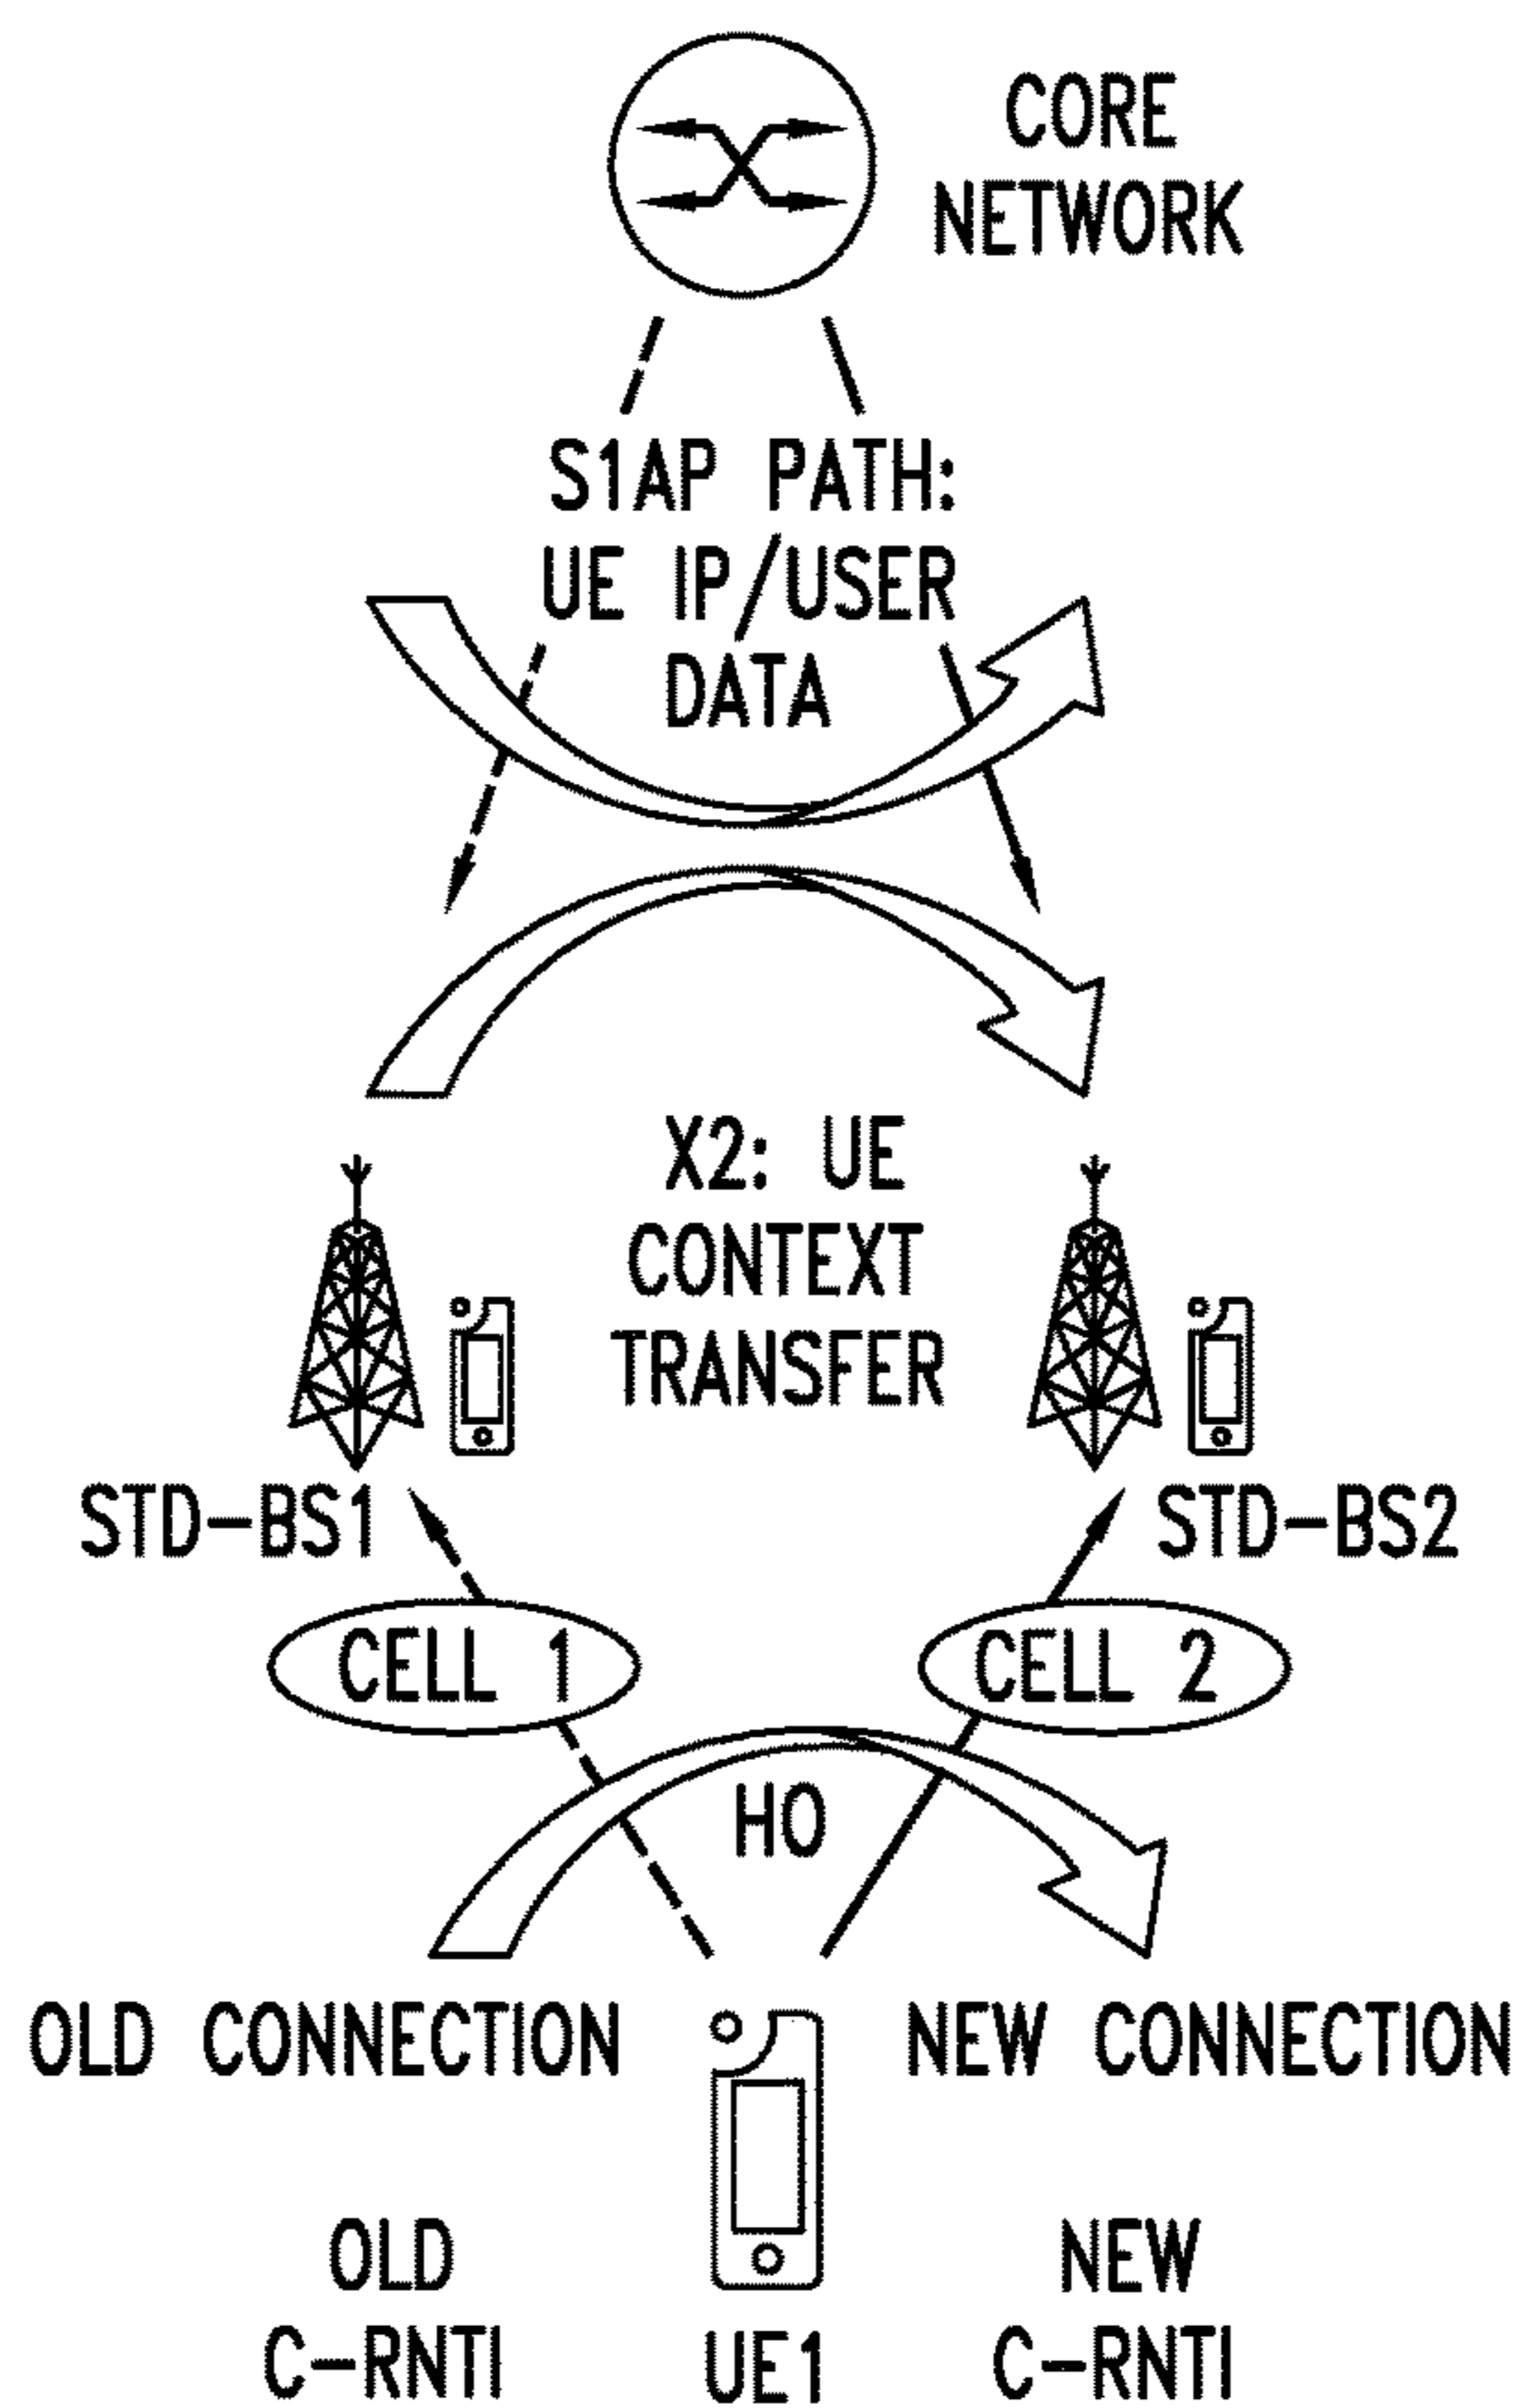 CORE
NETWORK
S1AP PATH:
UE IP/USER
DATA
X2: UE
CONTEXT
TRANSFER
STD-BS1
STD-BS2
CELL 1
CELL 2
HO
OLD CONNECTION
NEW CONNECTION
OLD
C-RNTI
UE1
NEW
C-RNTI